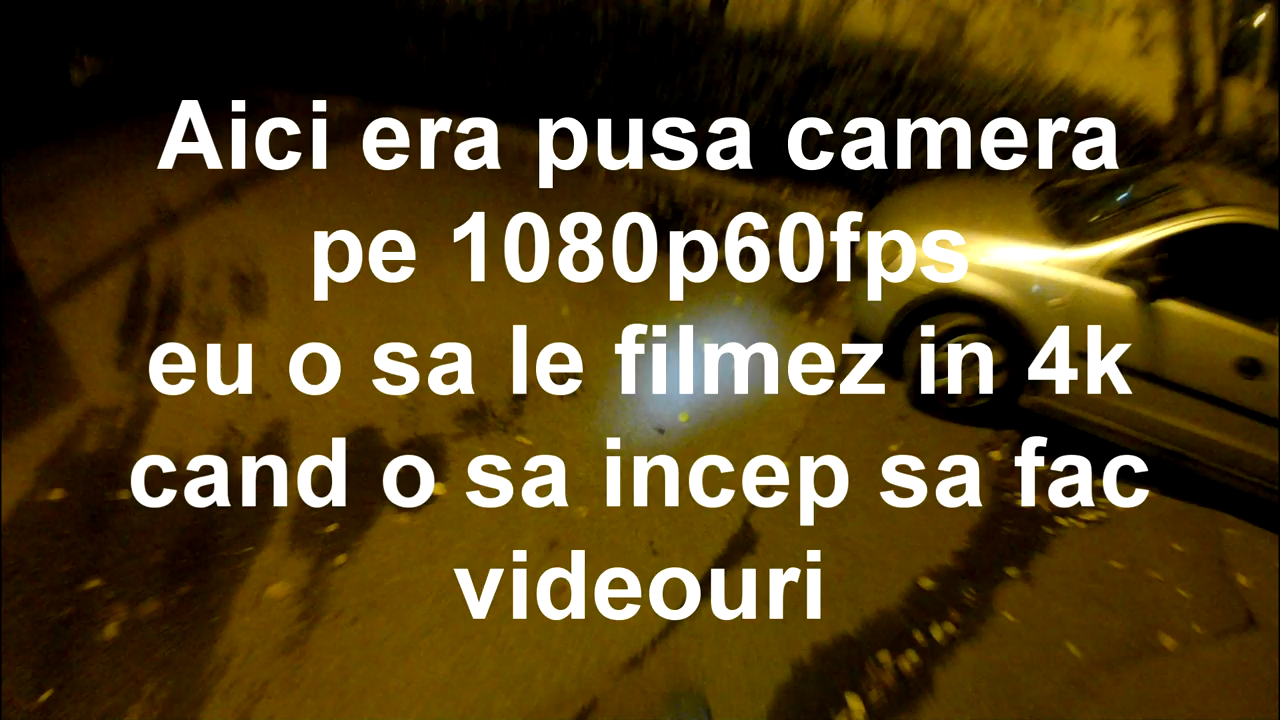 Aici era pusa camera
pe 1080p60fps
eu o sa le filmez in 4k
cand o sa incep sa fac
videouri